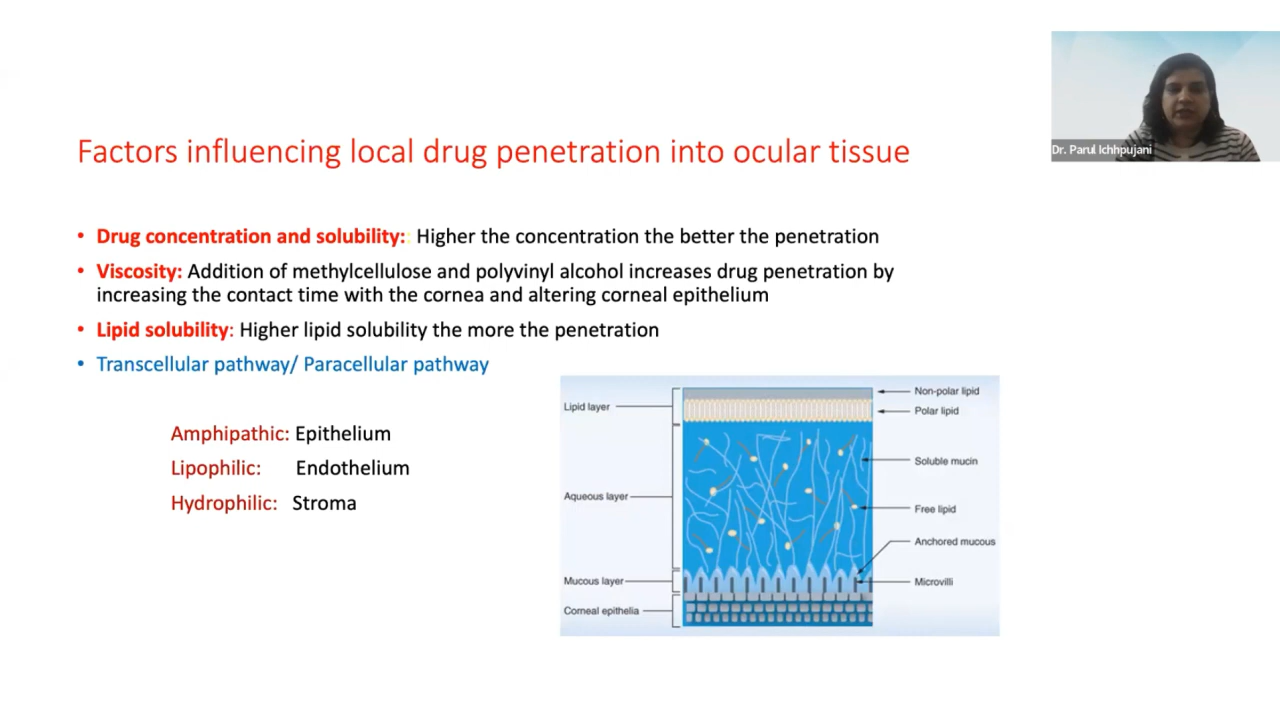 Dr. Parul Ichhpujani
Factors influencing local drug penetration into ocular tissue
• Drug concentration and solubility:: Higher the concentration the better the penetration
• Viscosity: Addition of methylcellulose and polyvinyl alcohol increases drug penetration by
increasing the contact time with the cornea and altering corneal epithelium
• Lipid solubility: Higher lipid solubility the more the penetration
• Transcellular pathway/ Paracellular pathway
Amphipathic: Epithelium
Lipophilic: Endothelium
Hydrophilic: Stroma
Lipid layer
Aqueous layer
Mucous layer
Corneal epithelia
Non-polar lipid
Polar lipid
Soluble mucin
Free lipid
Anchored mucous
Microvilli